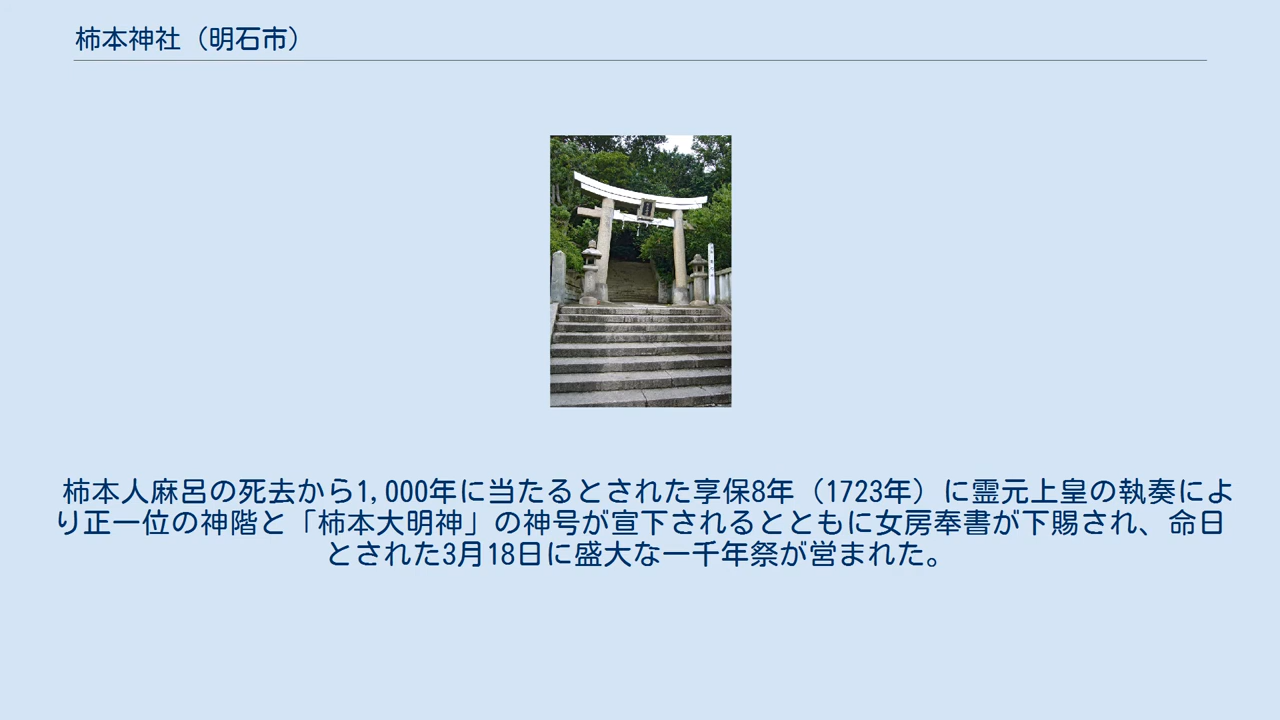 柿本神社（明石市）
柿本人麻呂の死去から1,000年に当たるとされた享保8年（1723年）に霊元上皇の執奏によ
り正一位の神階と「柿本大明神」の神号が宣下されるとともに女房奉書が下賜され、命日
とされた3月18日に盛大な一千年祭が営まれた。